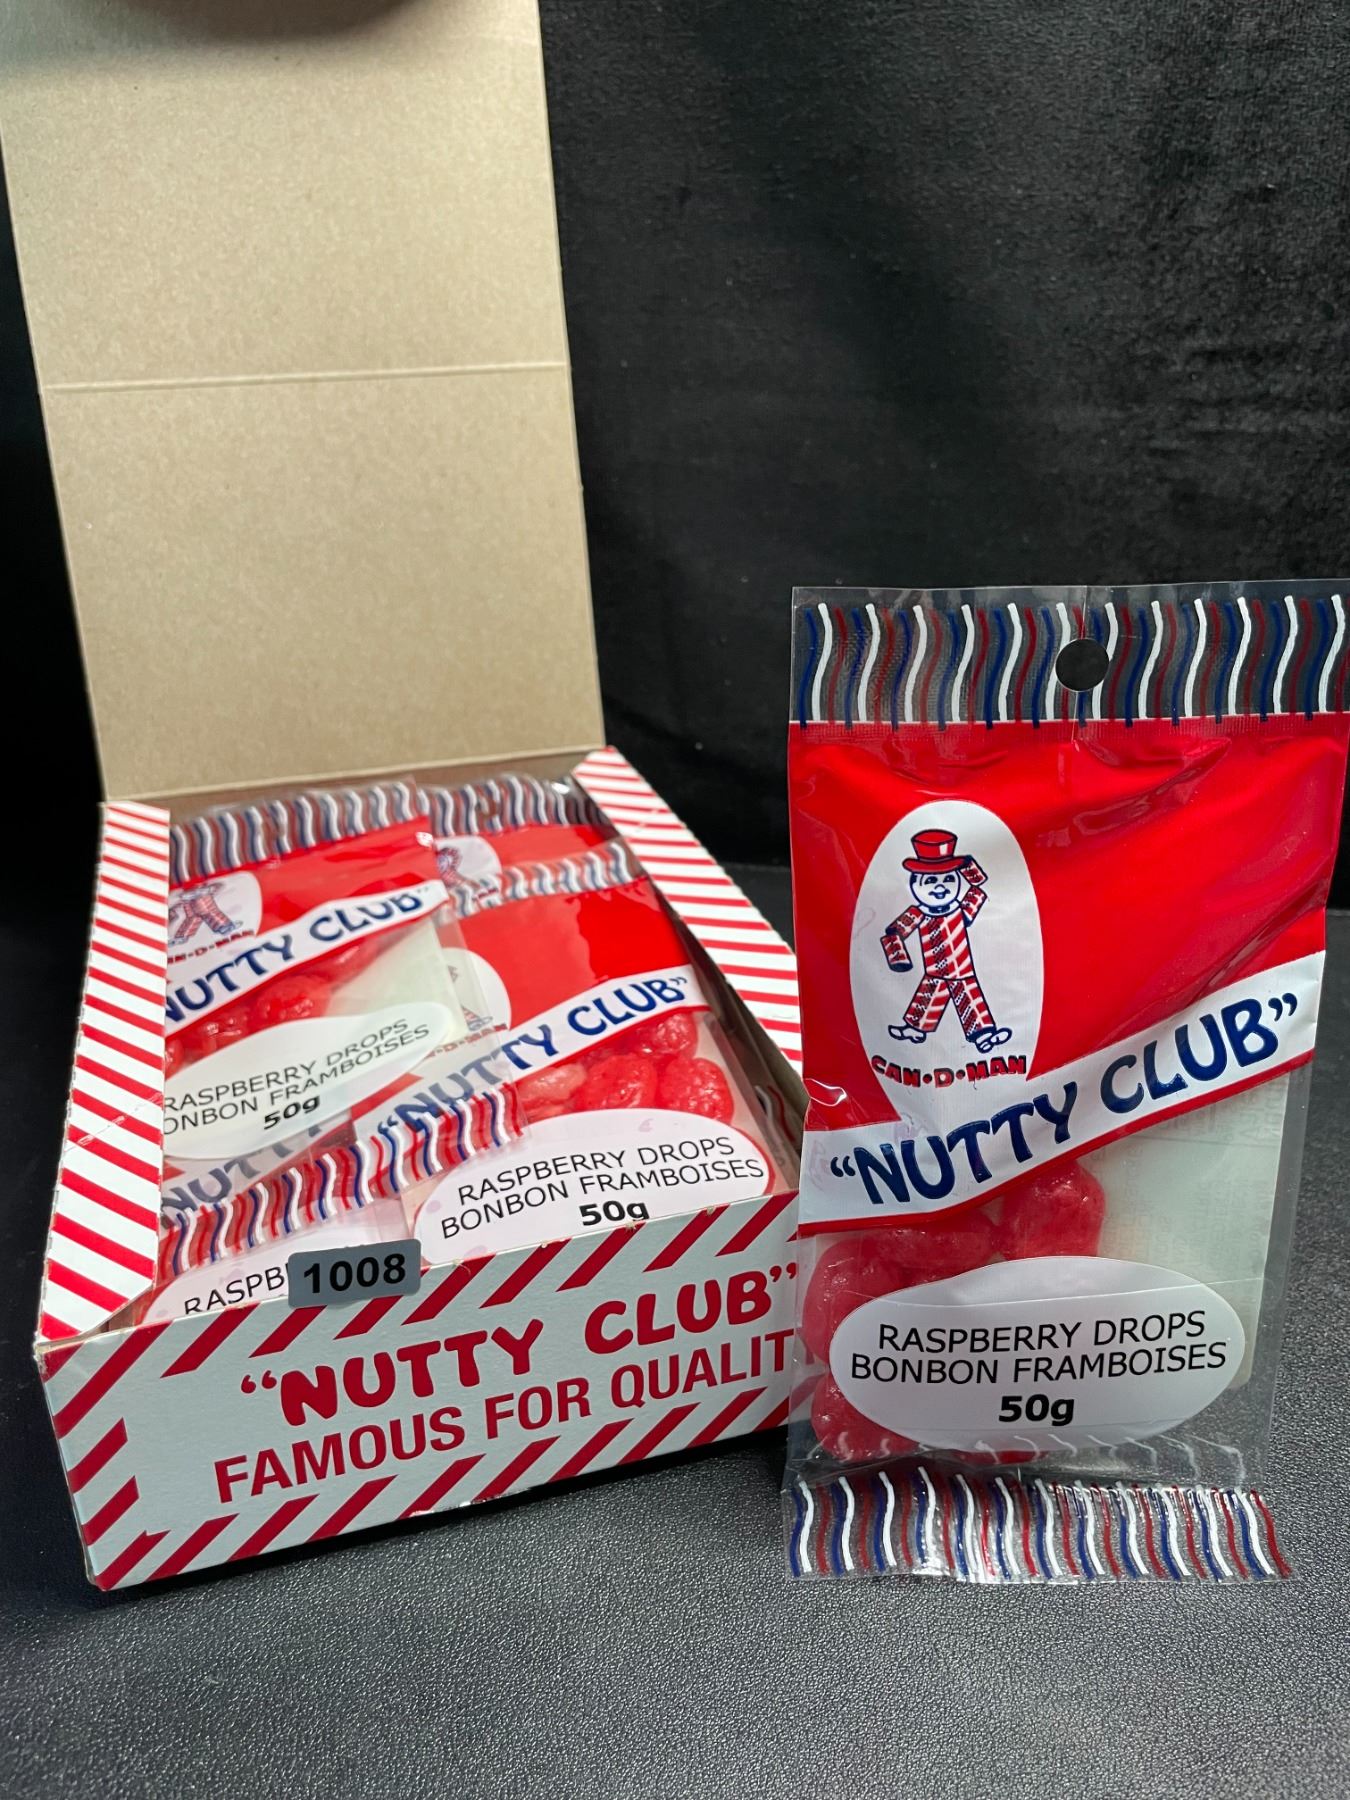 "NUTTY CLUB"
RASPBERRY DROPS
BONBON FRAMBOISES
50g
"NUTTY CLUB"
RASPBERRY DROPS
BONBON FRAMBOISES
50g
1008
"NUTTY CLUB"
FAMOUS FOR QUALIT
CAN·D·MAN
"NUTTY CLUB"
RASPBERRY DROPS
BONBON FRAMBOISES
50g